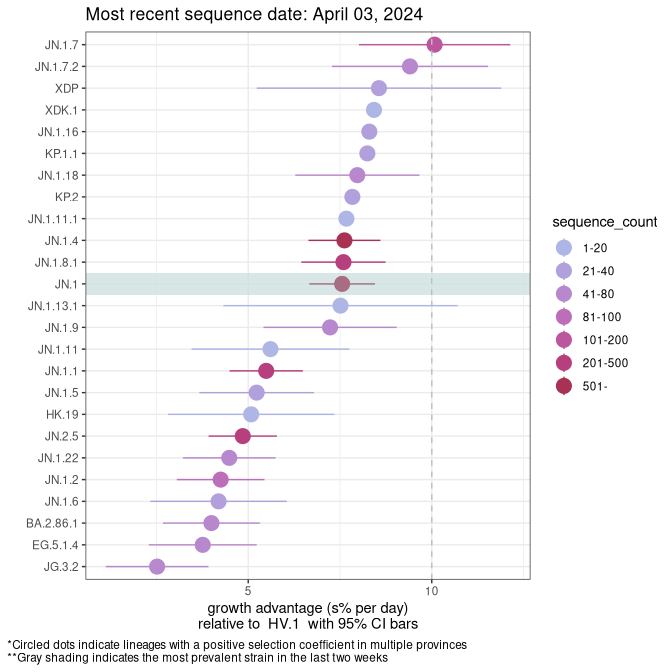 Most recent sequence date: April 03, 2024
JN.1.7
JN.1.7.2
XDP
XDK.1
JN.1.16
KP.1.1
JN.1.18
KP.2
JN.1.11.1
JN.1.4
JN.1.8.1
JN.1
JN.1.13.1
JN.1.9
JN.1.11
JN.1.1
JN.1.5
HK.19
JN.2.5
JN.1.22
JN.1.2
JN.1.6
BA.2.86.1
EG.5.1.4
JG.3.2
5
10
growth advantage (s% per day)
relative to HV.1 with 95% CI bars
sequence_count
1-20
21-40
41-80
81-100
101-200
201-500
501-
*Circled dots indicate lineages with a positive selection coefficient in multiple provinces
**Gray shading indicates the most prevalent strain in the last two weeks